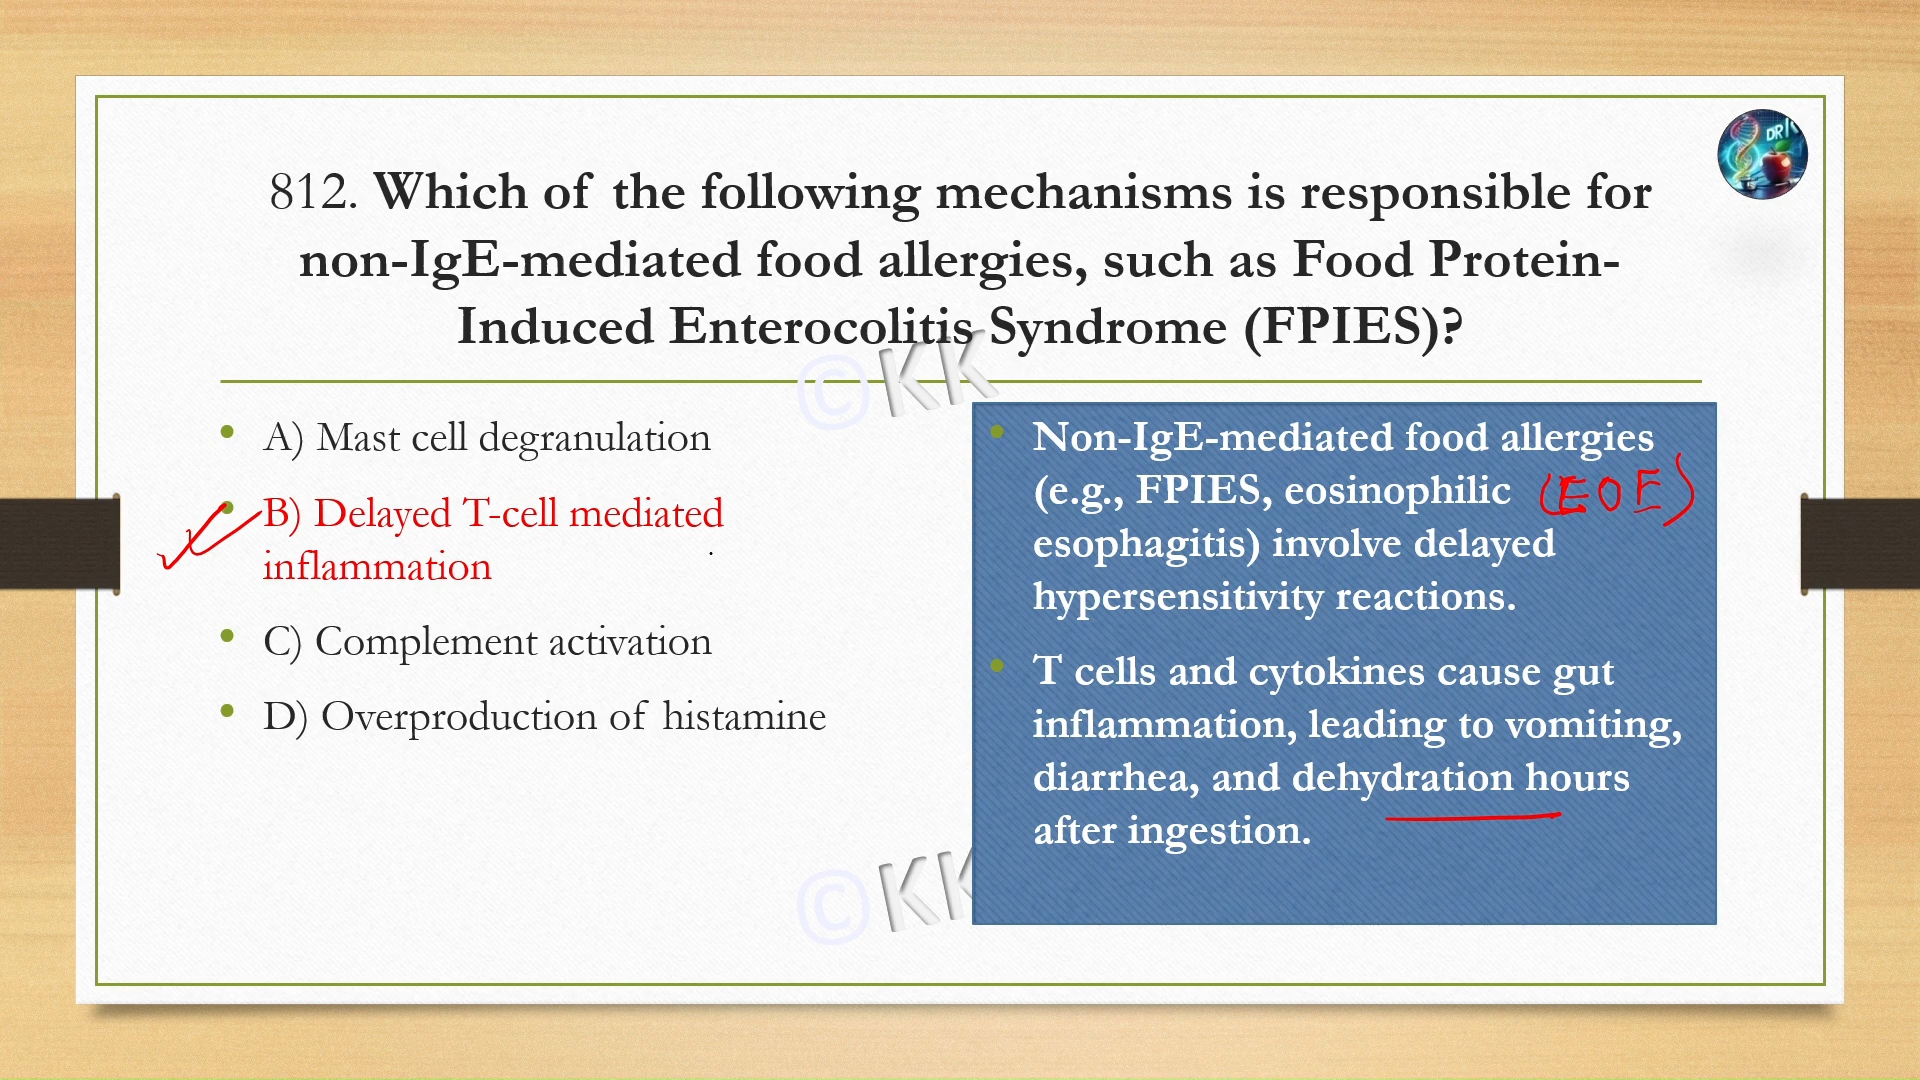 812. Which of the following mechanisms is responsible for
non-IgE-mediated food allergies, such as Food Protein-
Induced Enterocolitis Syndrome (FPIES)?
©KK
• A) Mast cell degranulation
• B) Delayed T-cell mediated
inflammation
• C) Complement activation
• D) Overproduction of histamine
• Non-IgE-mediated food allergies
(e.g., FPIES, eosinophilic (EOE)
esophagitis) involve delayed
hypersensitivity reactions.
• T cells and cytokines cause gut
inflammation, leading to vomiting,
diarrhea, and dehydration hours
after ingestion.
©KK